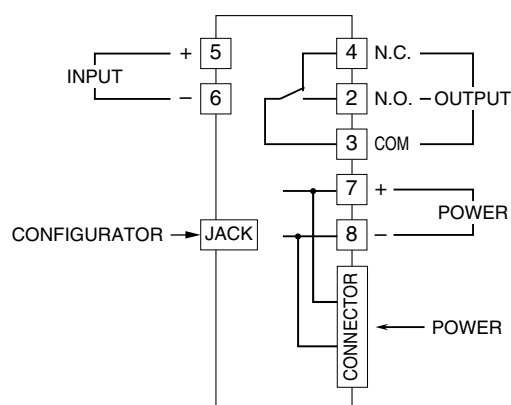 + 5
INPUT
– 6
4 N.C.
2 N.O. OUTPUT
3 COM
7 +
POWER
8 –
CONFIGURATOR JACK
CONNECTOR
POWER